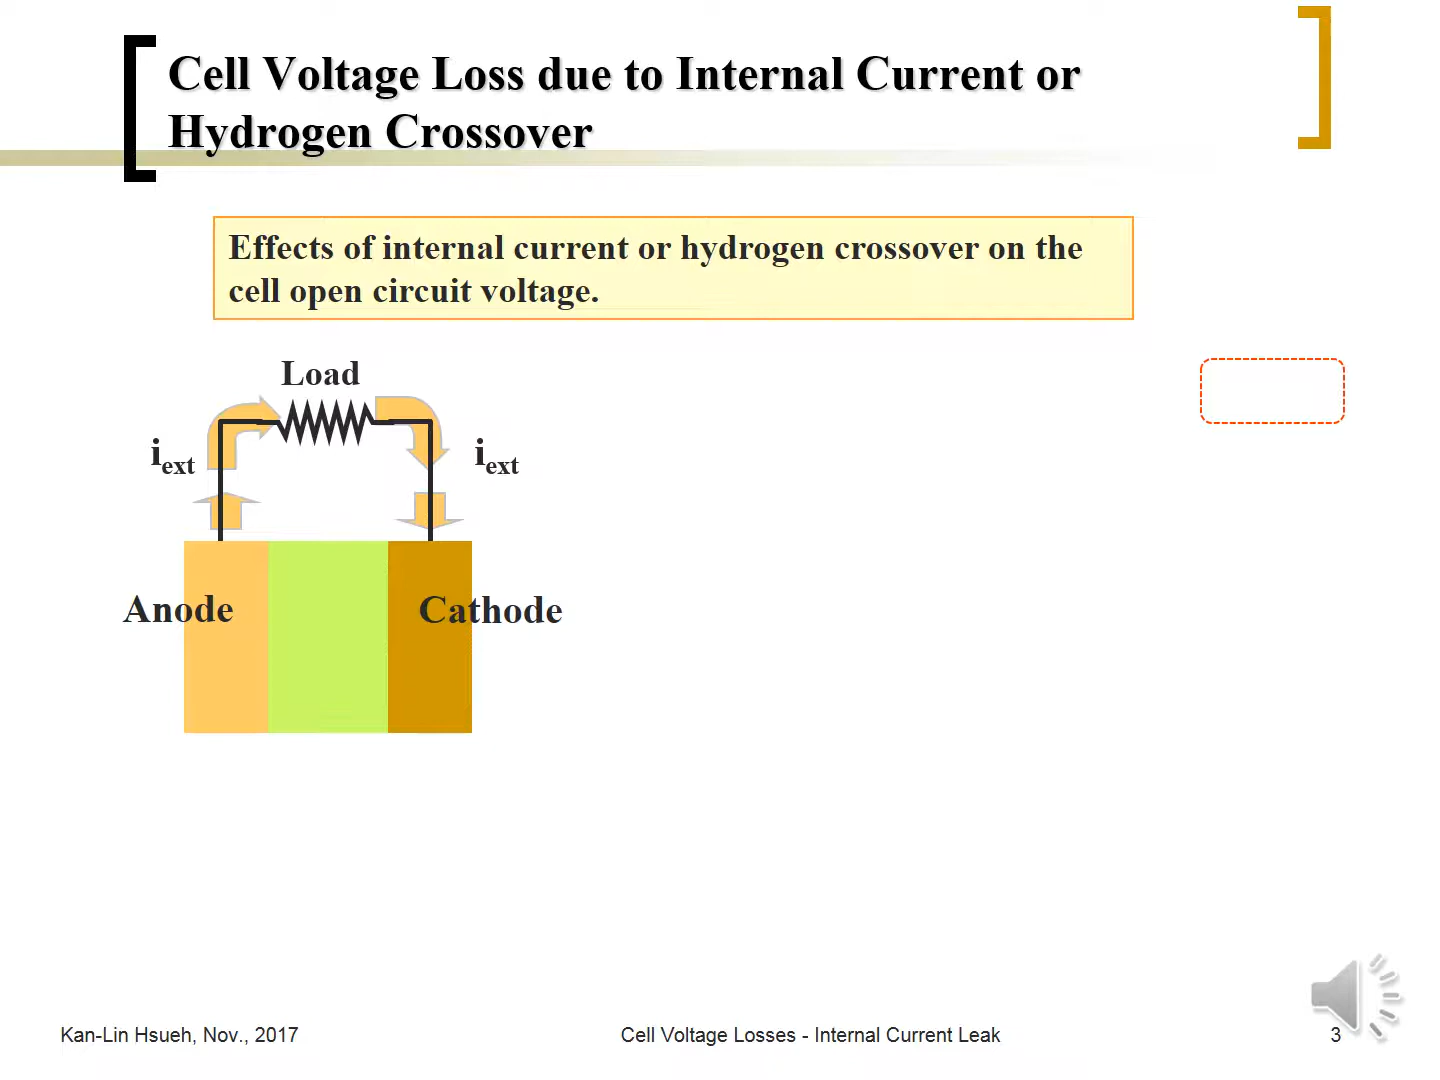 Cell Voltage Loss due to Internal Current or
Hydrogen Crossover
Effects of internal current or hydrogen crossover on the
cell open circuit voltage.
Load
iext
iext
Anode
Cathode
Kan-Lin Hsueh, Nov., 2017
Cell Voltage Losses - Internal Current Leak
3